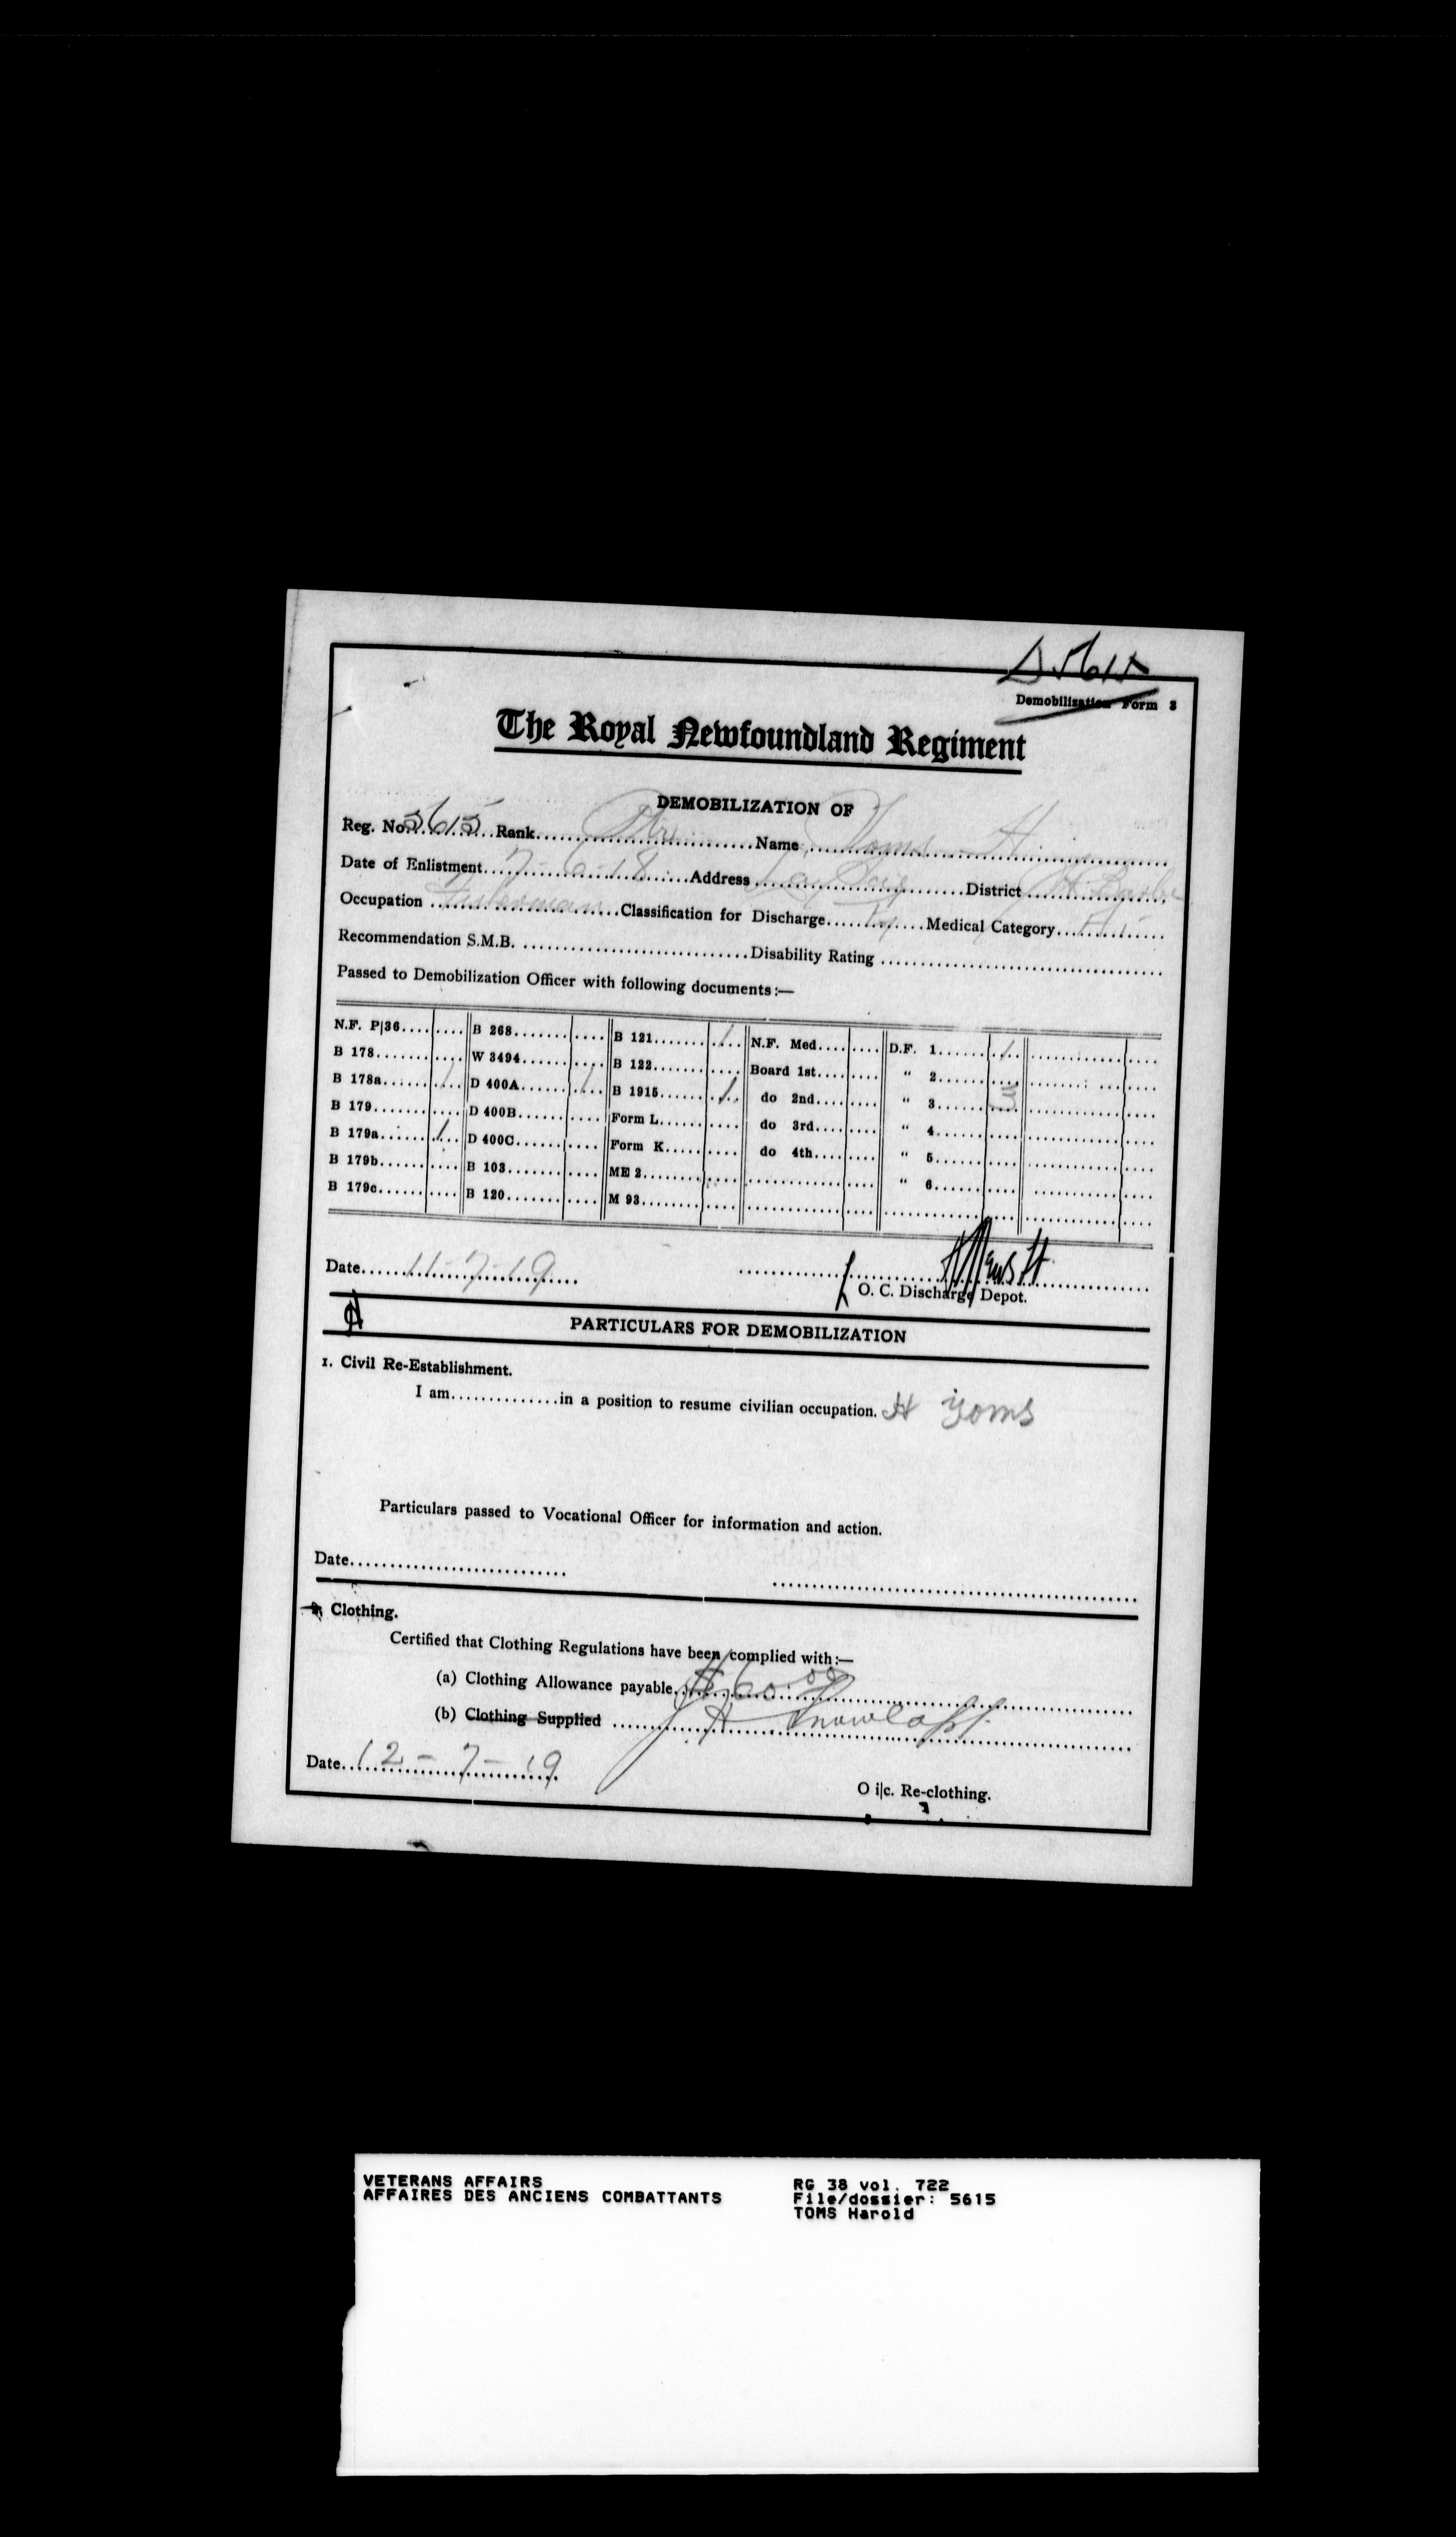 D 5615
Demobilization Form 3
The Royal Newfoundland Regiment
DEMOBILIZATION OF
Reg. No. 5615 Rank Pte Name Toms H.
Date of Enlistment 7-6-18 Address La Scie District St. Barbe
Occupation Fisherman Classification for Discharge Medical Category A1
Recommendation S.M.B. Disability Rating
Passed to Demobilization Officer with following documents:—
N.F. P|36 B 268 B 121 1 N.F. Med. D.F. 1 1
B 178 W 3494 B 122 Board 1st " 2
B 178a 1 D 400A 1 B 1915 1 do 2nd " 3
B 179 D 400B Form L do 3rd " 4
B 179a 1 D 400C Form K do 4th " 5
B 179b B 103 ME 2 " 6
B 179c B 120 M 93
Date 11-7-19
O. C. Discharge Depot.
PARTICULARS FOR DEMOBILIZATION
1. Civil Re-Establishment.
I am in a position to resume civilian occupation. H Toms
Particulars passed to Vocational Officer for information and action.
Date
Clothing.
Certified that Clothing Regulations have been complied with:—
(a) Clothing Allowance payable $60.00
(b) Clothing Supplied
Date 12-7-19
O i|c. Re-clothing.
VETERANS AFFAIRS RG 38 vol. 722
AFFAIRES DES ANCIENS COMBATTANTS File/dossier: 5615
TOMS Harold